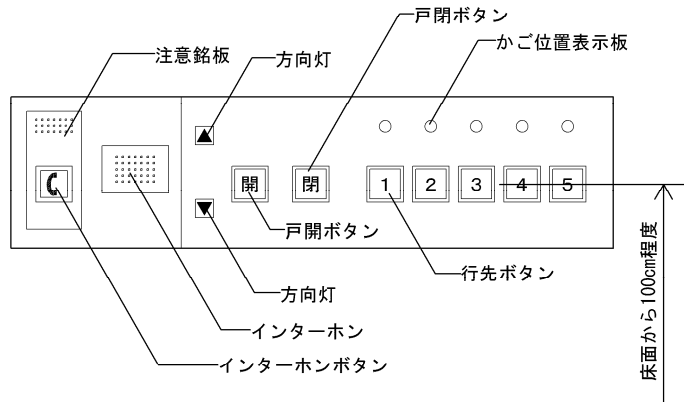 戸閉ボタン
かご位置表示板
注意銘板
方向灯
開
閉
1
2
3
4
5
戸開ボタン
行先ボタン
方向灯
インターホン
インターホンボタン
床面から100㎝程度